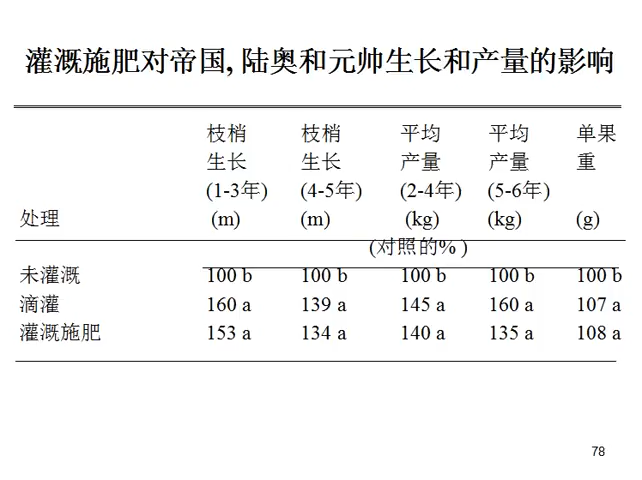 灌溉施肥对帝国, 陆奥和元帅生长和产量的影响
枝梢 枝梢 平均 平均 单果
生长 生长 产量 产量 重
(1-3年) (4-5年) (2-4年) (5-6年)
处理 (m) (m) (kg) (kg) (g)
(对照的% )
未灌溉 100 b 100 b 100 b 100 b 100 b
滴灌 160 a 139 a 145 a 160 a 107 a
灌溉施肥 153 a 134 a 140 a 135 a 108 a
78